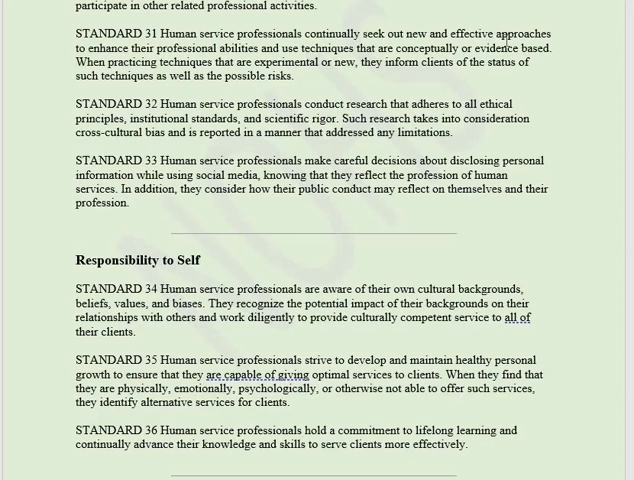 participate in other related professional activities.
STANDARD 31 Human service professionals continually seek out new and effective approaches
to enhance their professional abilities and use techniques that are conceptually or evidence based.
When practicing techniques that are experimental or new, they inform clients of the status of
such techniques as well as the possible risks.
STANDARD 32 Human service professionals conduct research that adheres to all ethical
principles, institutional standards, and scientific rigor. Such research takes into consideration
cross-cultural bias and is reported in a manner that addressed any limitations.
STANDARD 33 Human service professionals make careful decisions about disclosing personal
information while using social media, knowing that they reflect the profession of human
services. In addition, they consider how their public conduct may reflect on themselves and their
profession.
Responsibility to Self
STANDARD 34 Human service professionals are aware of their own cultural backgrounds,
beliefs, values, and biases. They recognize the potential impact of their backgrounds on their
relationships with others and work diligently to provide culturally competent service to all of
their clients.
STANDARD 35 Human service professionals strive to develop and maintain healthy personal
growth to ensure that they are capable of giving optimal services to clients. When they find that
they are physically, emotionally, psychologically, or otherwise not able to offer such services,
they identify alternative services for clients.
STANDARD 36 Human service professionals hold a commitment to lifelong learning and
continually advance their knowledge and skills to serve clients more effectively.